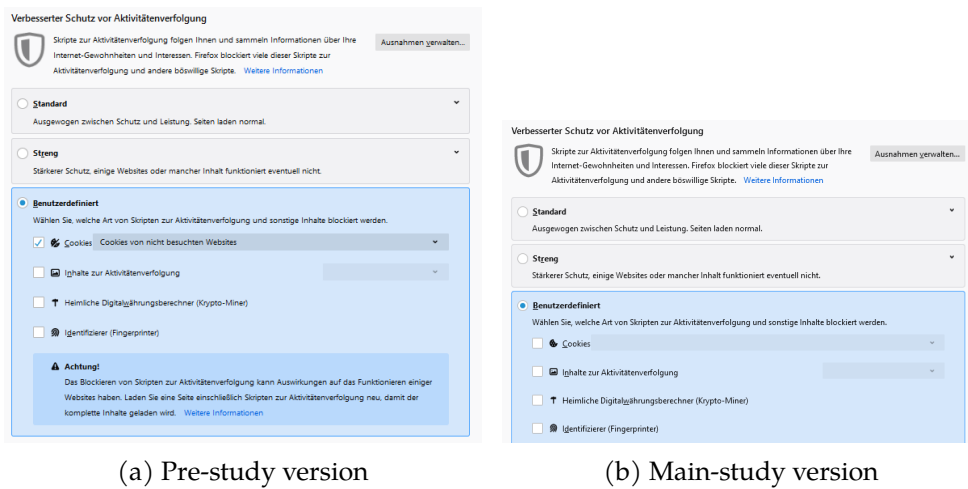 Verbesserter Schutz vor Aktivitätenverfolgung
Skripte zur Aktivitätenverfolgung folgen Ihnen und sammeln Informationen über Ihre
Internet-Gewohnheiten und Interessen. Firefox blockiert viele dieser Skripte zur
Aktivitätenverfolgung und andere böswillige Skripte. Weitere Informationen
Ausnahmen verwalten...
Standard
Ausgewogen zwischen Schutz und Leistung. Seiten laden normal.
Streng
Stärkerer Schutz, einige Websites oder mancher Inhalt funktioniert eventuell nicht.
Benutzerdefiniert
Wählen Sie, welche Art von Skripten zur Aktivitätenverfolgung und sonstige Inhalte blockiert werden.
Cookies Cookies von nicht besuchten Websites
Inhalte zur Aktivitätenverfolgung
Heimliche Digitalwährungsberechner (Krypto-Miner)
Identifizierer (Fingerprinter)
Achtung!
Das Blockieren von Skripten zur Aktivitätenverfolgung kann Auswirkungen auf das Funktionieren einiger
Websites haben. Laden Sie eine Seite einschließlich Skripten zur Aktivitätenverfolgung neu, damit der
komplette Inhalte geladen wird. Weitere Informationen
(a) Pre-study version
Verbesserter Schutz vor Aktivitätenverfolgung
Skripte zur Aktivitätenverfolgung folgen Ihnen und sammeln Informationen über Ihre
Internet-Gewohnheiten und Interessen. Firefox blockiert viele dieser Skripte zur
Aktivitätenverfolgung und andere böswillige Skripte. Weitere Informationen
Ausnahmen verwalten...
Standard
Ausgewogen zwischen Schutz und Leistung. Seiten laden normal.
Streng
Stärkerer Schutz, einige Websites oder mancher Inhalt funktioniert eventuell nicht.
Benutzerdefiniert
Wählen Sie, welche Art von Skripten zur Aktivitätenverfolgung und sonstige Inhalte blockiert werden.
Cookies
Inhalte zur Aktivitätenverfolgung
Heimliche Digitalwährungsberechner (Krypto-Miner)
Identifizierer (Fingerprinter)
(b) Main-study version